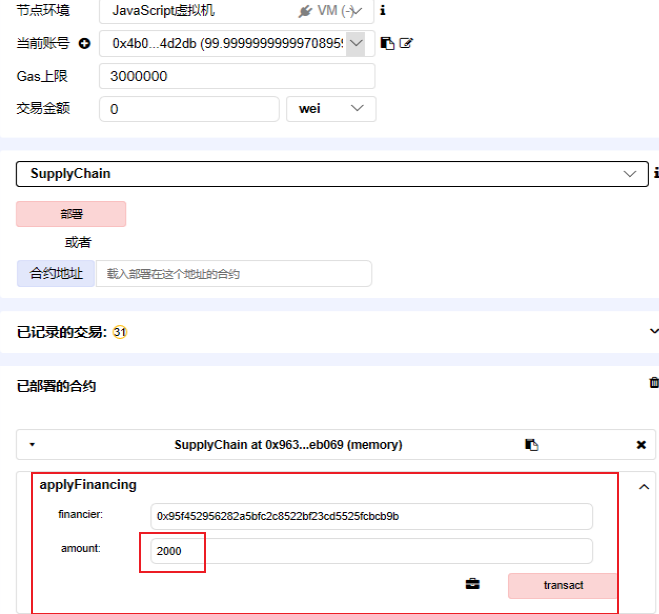 节点环境 JavaScript虚拟机 VM (-)
当前账号 0x4b0...4d2db (99.9999999999708959
Gas上限 3000000
交易金额 0 wei
SupplyChain
部署
或者
合约地址 载入部署在这个地址的合约
已记录的交易: 31
已部署的合约
SupplyChain at 0x963...eb069 (memory)
applyFinancing
financier: 0x95f452956282a5bfc2c8522bf23cd5525fcbcb9b
amount: 2000
transact